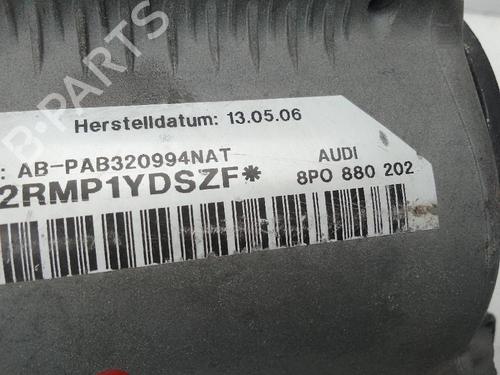 B-PARTS
Herstelldatum: 13.05.06
: AB-PAB320994NAT
AUDI
2RMP1YDSZF*
8P0 880 202